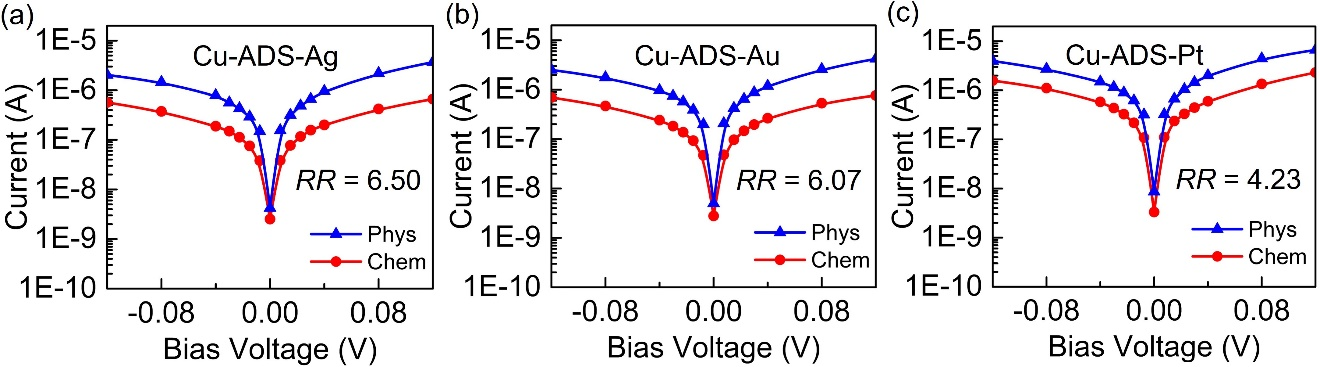 (a)
Cu-ADS-Ag
1E-5
1E-6
1E-7
1E-8
1E-9
1E-10
Current (A)
RR = 6.50
Phys
Chem
-0.08
0.00
0.08
Bias Voltage (V)
(b)
Cu-ADS-Au
1E-5
1E-6
1E-7
1E-8
1E-9
1E-10
Current (A)
RR = 6.07
Phys
Chem
-0.08
0.00
0.08
Bias Voltage (V)
(c)
Cu-ADS-Pt
1E-5
1E-6
1E-7
1E-8
1E-9
1E-10
Current (A)
RR = 4.23
Phys
Chem
-0.08
0.00
0.08
Bias Voltage (V)